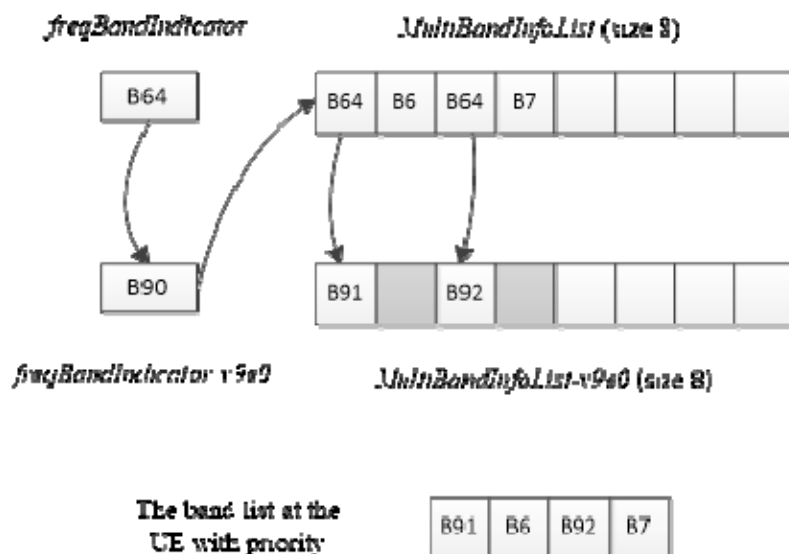 freqBandIndicator
MultiBandInfoList (size 8)
B64
B64 B6 B64 B7
B90
B91 B92
freqBandIndicator-v9e0
MultiBandInfoList-v9e0 (size 8)
The band list at the
UE with priority
B91 B6 B92 B7